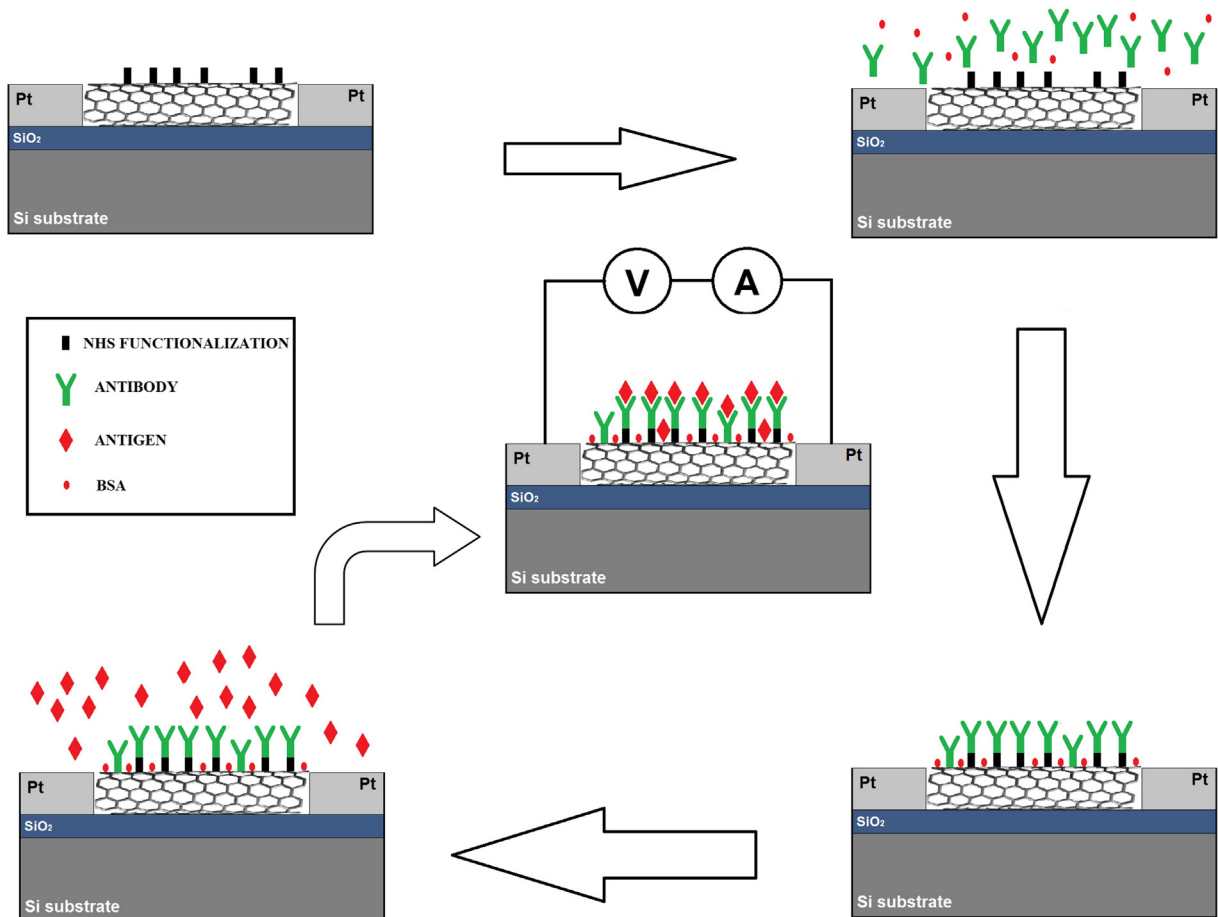 Pt
Pt
SiO₂
Si substrate
Pt
Pt
SiO₂
Si substrate
V
A
NHS FUNCTIONALIZATION
ANTIBODY
ANTIGEN
BSA
Pt
Pt
SiO₂
Si substrate
Pt
Pt
SiO₂
Si substrate
Pt
Pt
SiO₂
Si substrate